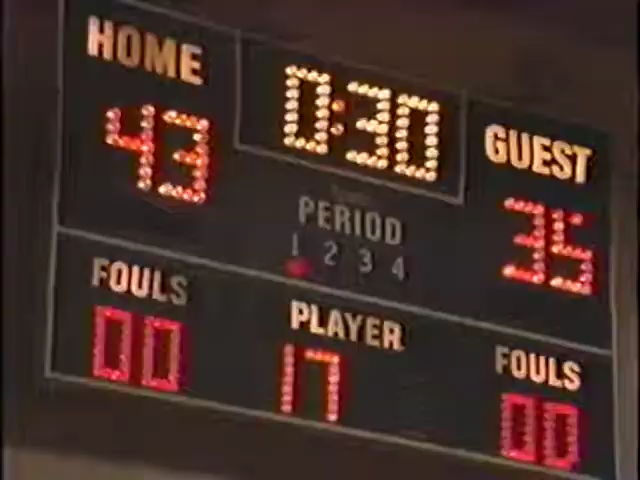 HOME
0:30
GUEST
43
35
PERIOD
1 2 3 4
FOULS
PLAYER
FOULS
00
17
00